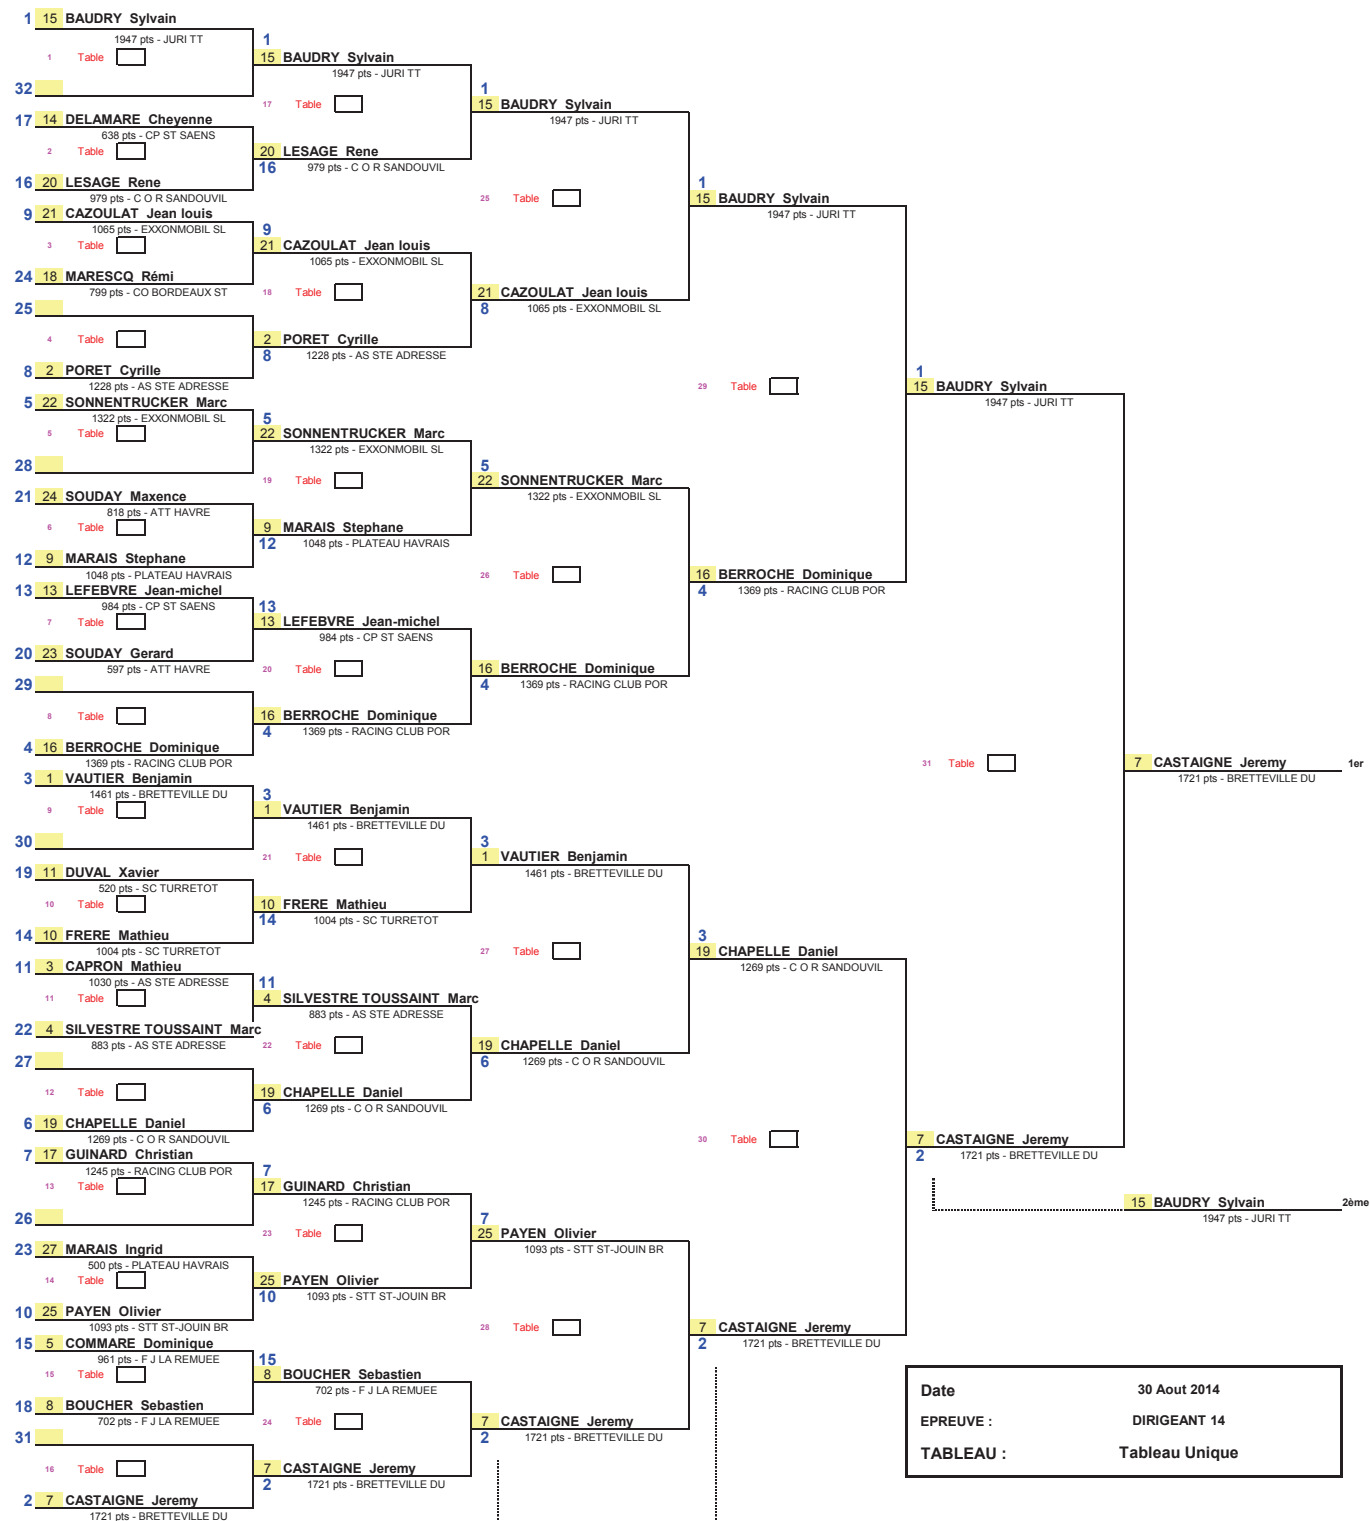 1 15 BAUDRY Sylvain
1947 pts - JURI TT
1 Table
32
17 14 DELAMARE Cheyenne
638 pts - CP ST SAENS
2 Table
16 20 LESAGE Rene
979 pts - C O R SANDOUVIL
9 21 CAZOULAT Jean louis
1065 pts - EXXONMOBIL SL
3 Table
24 18 MARESCQ Rémi
799 pts - CO BORDEAUX ST
25
4 Table
8 2 PORET Cyrille
1228 pts - AS STE ADRESSE
5 22 SONNENTRUCKER Marc
1322 pts - EXXONMOBIL SL
5 Table
28
21 24 SOUDAY Maxence
818 pts - ATT HAVRE
6 Table
12 9 MARAIS Stephane
1048 pts - PLATEAU HAVRAIS
13 13 LEFEBVRE Jean-michel
984 pts - CP ST SAENS
7 Table
20 23 SOUDAY Gerard
597 pts - ATT HAVRE
29
8 Table
4 16 BERROCHE Dominique
1369 pts - RACING CLUB POR
3 1 VAUTIER Benjamin
1461 pts - BRETTEVILLE DU
9 Table
30
19 11 DUVAL Xavier
520 pts - SC TURRETOT
10 Table
14 10 FRERE Mathieu
1004 pts - SC TURRETOT
11 3 CAPRON Mathieu
1030 pts - AS STE ADRESSE
11 Table
22 4 SILVESTRE TOUSSAINT Marc
883 pts - AS STE ADRESSE
27
12 Table
6 19 CHAPELLE Daniel
1269 pts - C O R SANDOUVIL
7 17 GUINARD Christian
1245 pts - RACING CLUB POR
13 Table
26
23 27 MARAIS Ingrid
500 pts - PLATEAU HAVRAIS
14 Table
10 25 PAYEN Olivier
1093 pts - STT ST-JOUIN BR
15 5 COMMARE Dominique
961 pts - F J LA REMUEE
15 Table
18 8 BOUCHER Sebastien
702 pts - F J LA REMUEE
31
16 Table
2 7 CASTAIGNE Jeremy
1721 pts - BRETTEVILLE DU
1
15 BAUDRY Sylvain
1947 pts - JURI TT
17 Table
20 LESAGE Rene
16 979 pts - C O R SANDOUVIL
9
21 CAZOULAT Jean louis
1065 pts - EXXONMOBIL SL
18 Table
2 PORET Cyrille
8 1228 pts - AS STE ADRESSE
5
22 SONNENTRUCKER Marc
1322 pts - EXXONMOBIL SL
19 Table
9 MARAIS Stephane
12 1048 pts - PLATEAU HAVRAIS
13
13 LEFEBVRE Jean-michel
984 pts - CP ST SAENS
20 Table
16 BERROCHE Dominique
4 1369 pts - RACING CLUB POR
3
1 VAUTIER Benjamin
1461 pts - BRETTEVILLE DU
21 Table
10 FRERE Mathieu
14 1004 pts - SC TURRETOT
11
4 SILVESTRE TOUSSAINT Marc
883 pts - AS STE ADRESSE
22 Table
19 CHAPELLE Daniel
6 1269 pts - C O R SANDOUVIL
7
17 GUINARD Christian
1245 pts - RACING CLUB POR
23 Table
25 PAYEN Olivier
10 1093 pts - STT ST-JOUIN BR
15
8 BOUCHER Sebastien
702 pts - F J LA REMUEE
24 Table
7 CASTAIGNE Jeremy
2 1721 pts - BRETTEVILLE DU
1
15 BAUDRY Sylvain
1947 pts - JURI TT
25 Table
21 CAZOULAT Jean louis
8 1065 pts - EXXONMOBIL SL
5
22 SONNENTRUCKER Marc
1322 pts - EXXONMOBIL SL
26 Table
16 BERROCHE Dominique
4 1369 pts - RACING CLUB POR
3
1 VAUTIER Benjamin
1461 pts - BRETTEVILLE DU
27 Table
19 CHAPELLE Daniel
6 1269 pts - C O R SANDOUVIL
7
25 PAYEN Olivier
1093 pts - STT ST-JOUIN BR
28 Table
7 CASTAIGNE Jeremy
2 1721 pts - BRETTEVILLE DU
1
15 BAUDRY Sylvain
1947 pts - JURI TT
29 Table
16 BERROCHE Dominique
4 1369 pts - RACING CLUB POR
3
19 CHAPELLE Daniel
1269 pts - C O R SANDOUVIL
30 Table
7 CASTAIGNE Jeremy
2 1721 pts - BRETTEVILLE DU
1
15 BAUDRY Sylvain
1947 pts - JURI TT
31 Table
7 CASTAIGNE Jeremy
2 1721 pts - BRETTEVILLE DU
7 CASTAIGNE Jeremy 1er
1721 pts - BRETTEVILLE DU
15 BAUDRY Sylvain 2ème
1947 pts - JURI TT
Date 30 Aout 2014
EPREUVE : DIRIGEANT 14
TABLEAU : Tableau Unique